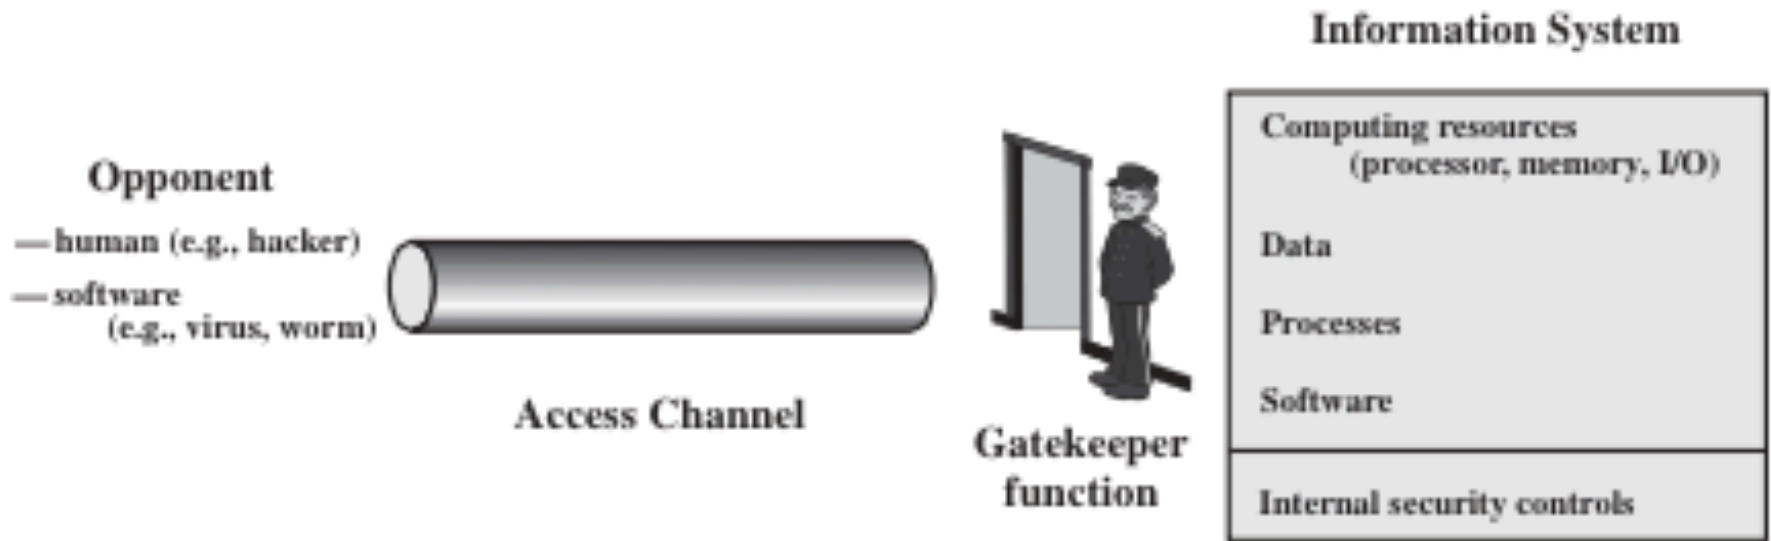 Information System
Opponent
— human (e.g., hacker)
— software
(e.g., virus, worm)
Access Channel
Gatekeeper
function
Computing resources
(processor, memory, I/O)
Data
Processes
Software
Internal security controls